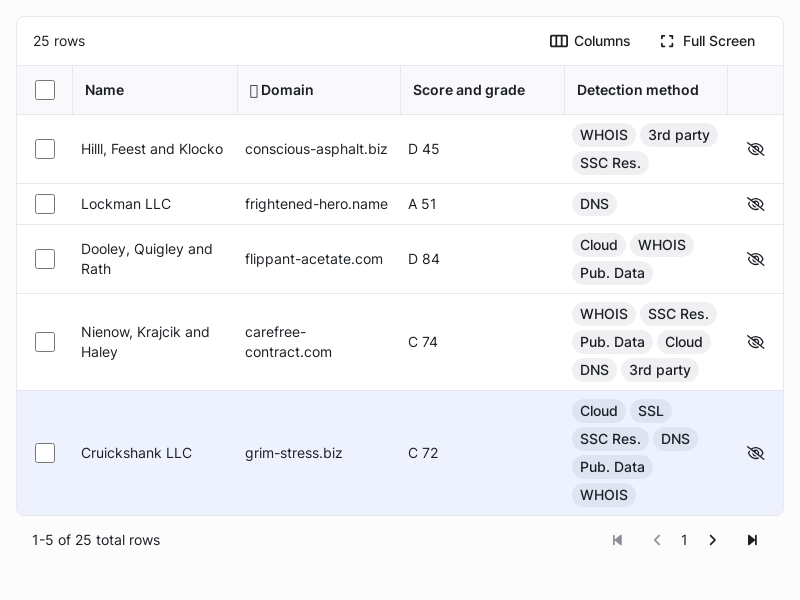 25 rows
Columns
Full Screen
Name
Domain
Score and grade
Detection method
Hilll, Feest and Klocko
conscious-asphalt.biz
D 45
WHOIS
3rd party
SSC Res.
Lockman LLC
frightened-hero.name
A 51
DNS
Dooley, Quigley and
Rath
flippant-acetate.com
D 84
Cloud
WHOIS
Pub. Data
Nienow, Krajcik and
Haley
carefree-
contract.com
C 74
WHOIS
SSC Res.
Pub. Data
Cloud
DNS
3rd party
Cruickshank LLC
grim-stress.biz
C 72
Cloud
SSL
SSC Res.
DNS
Pub. Data
WHOIS
1-5 of 25 total rows
1